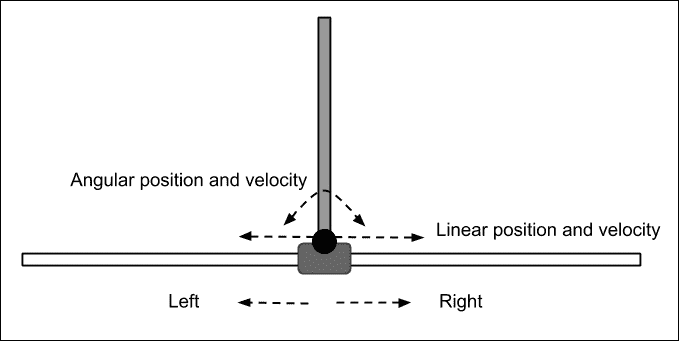 Angular position and velocity
Linear position and velocity
Left
Right